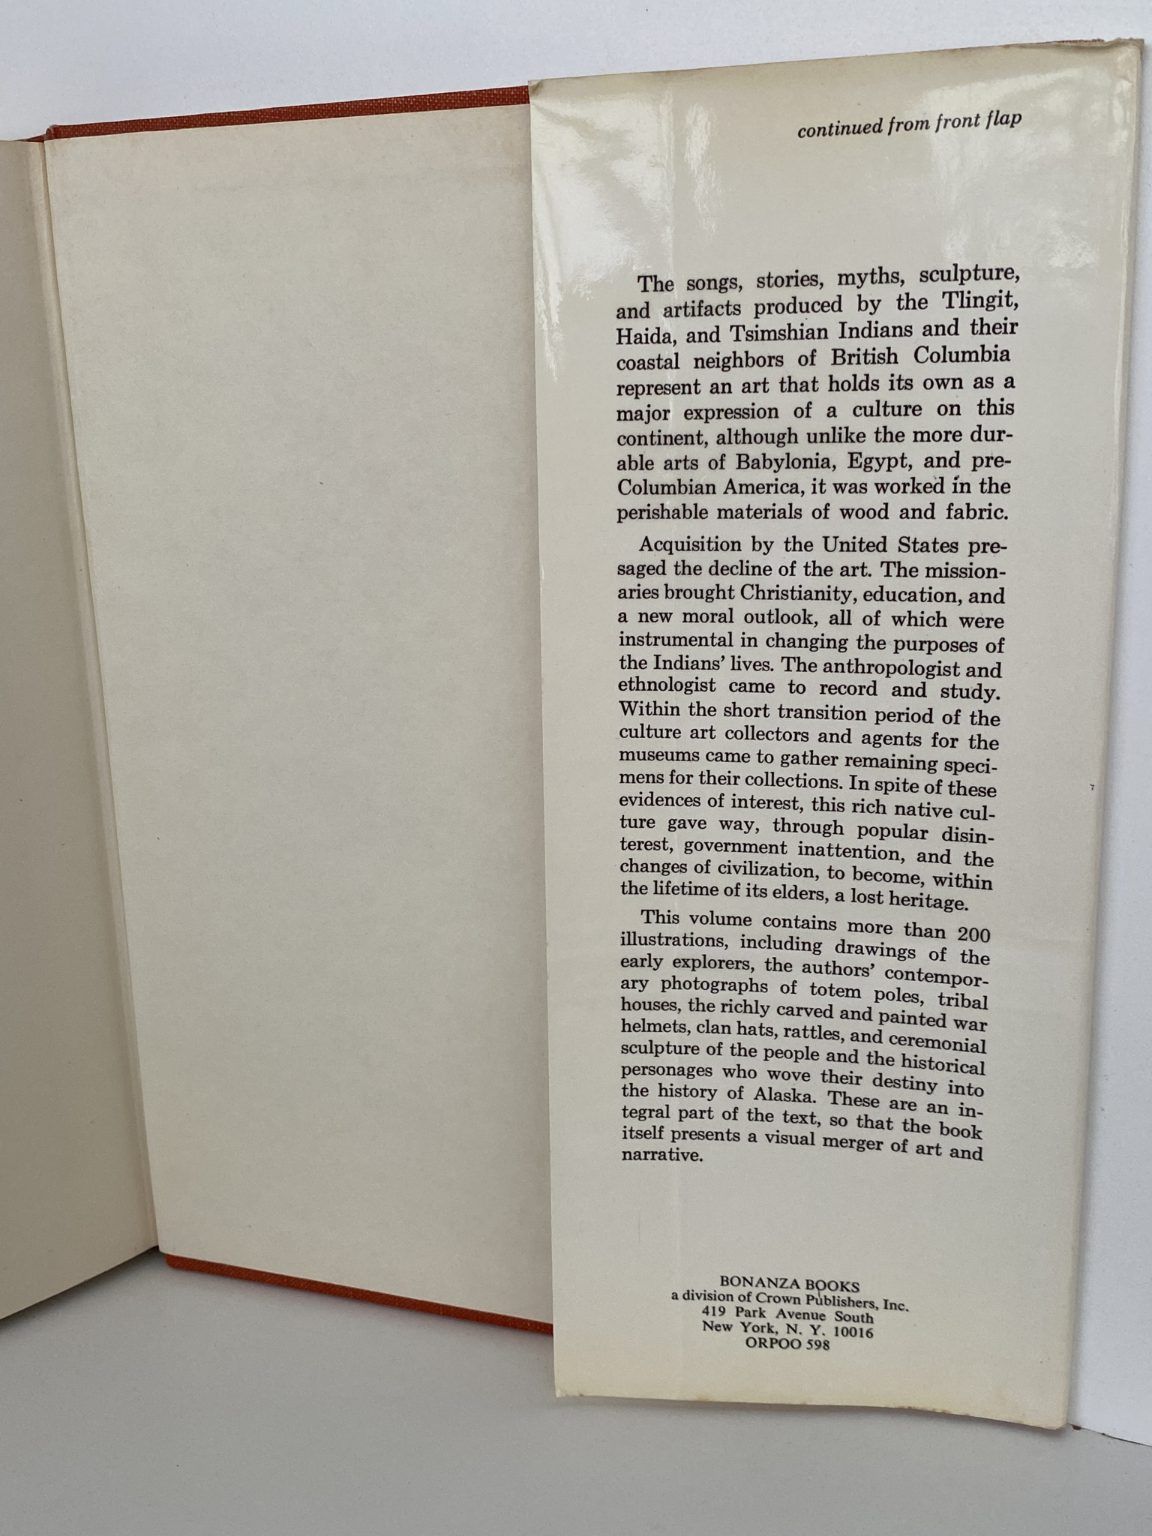 continued from front flap
The songs, stories, myths, sculpture,
and artifacts produced by the Tlingit,
Haida, and Tsimshian Indians and their
coastal neighbors of British Columbia
represent an art that holds its own as a
major expression of a culture on this
continent, although unlike the more dur-
able arts of Babylonia, Egypt, and pre-
Columbian America, it was worked in the
perishable materials of wood and fabric.
Acquisition by the United States pre-
saged the decline of the art. The mission-
aries brought Christianity, education, and
a new moral outlook, all of which were
instrumental in changing the purposes of
the Indians' lives. The anthropologist and
ethnologist came to record and study.
Within the short transition period of the
culture art collectors and agents for the
museums came to gather remaining speci-
mens for their collections. In spite of these
evidences of interest, this rich native cul-
ture gave way, through popular disin-
terest, government inattention, and the
changes of civilization, to become, within
the lifetime of its elders, a lost heritage.
This volume contains more than 200
illustrations, including drawings of the
early explorers, the authors' contempor-
ary photographs of totem poles, tribal
houses, the richly carved and painted war
helmets, clan hats, rattles, and ceremonial
sculpture of the people and the historical
personages who wove their destiny into
the history of Alaska. These are an in-
tegral part of the text, so that the book
itself presents a visual merger of art and
narrative.
BONANZA BOOKS
a division of Crown Publishers, Inc.
419 Park Avenue South
New York, N. Y. 10016
ORPOO 598